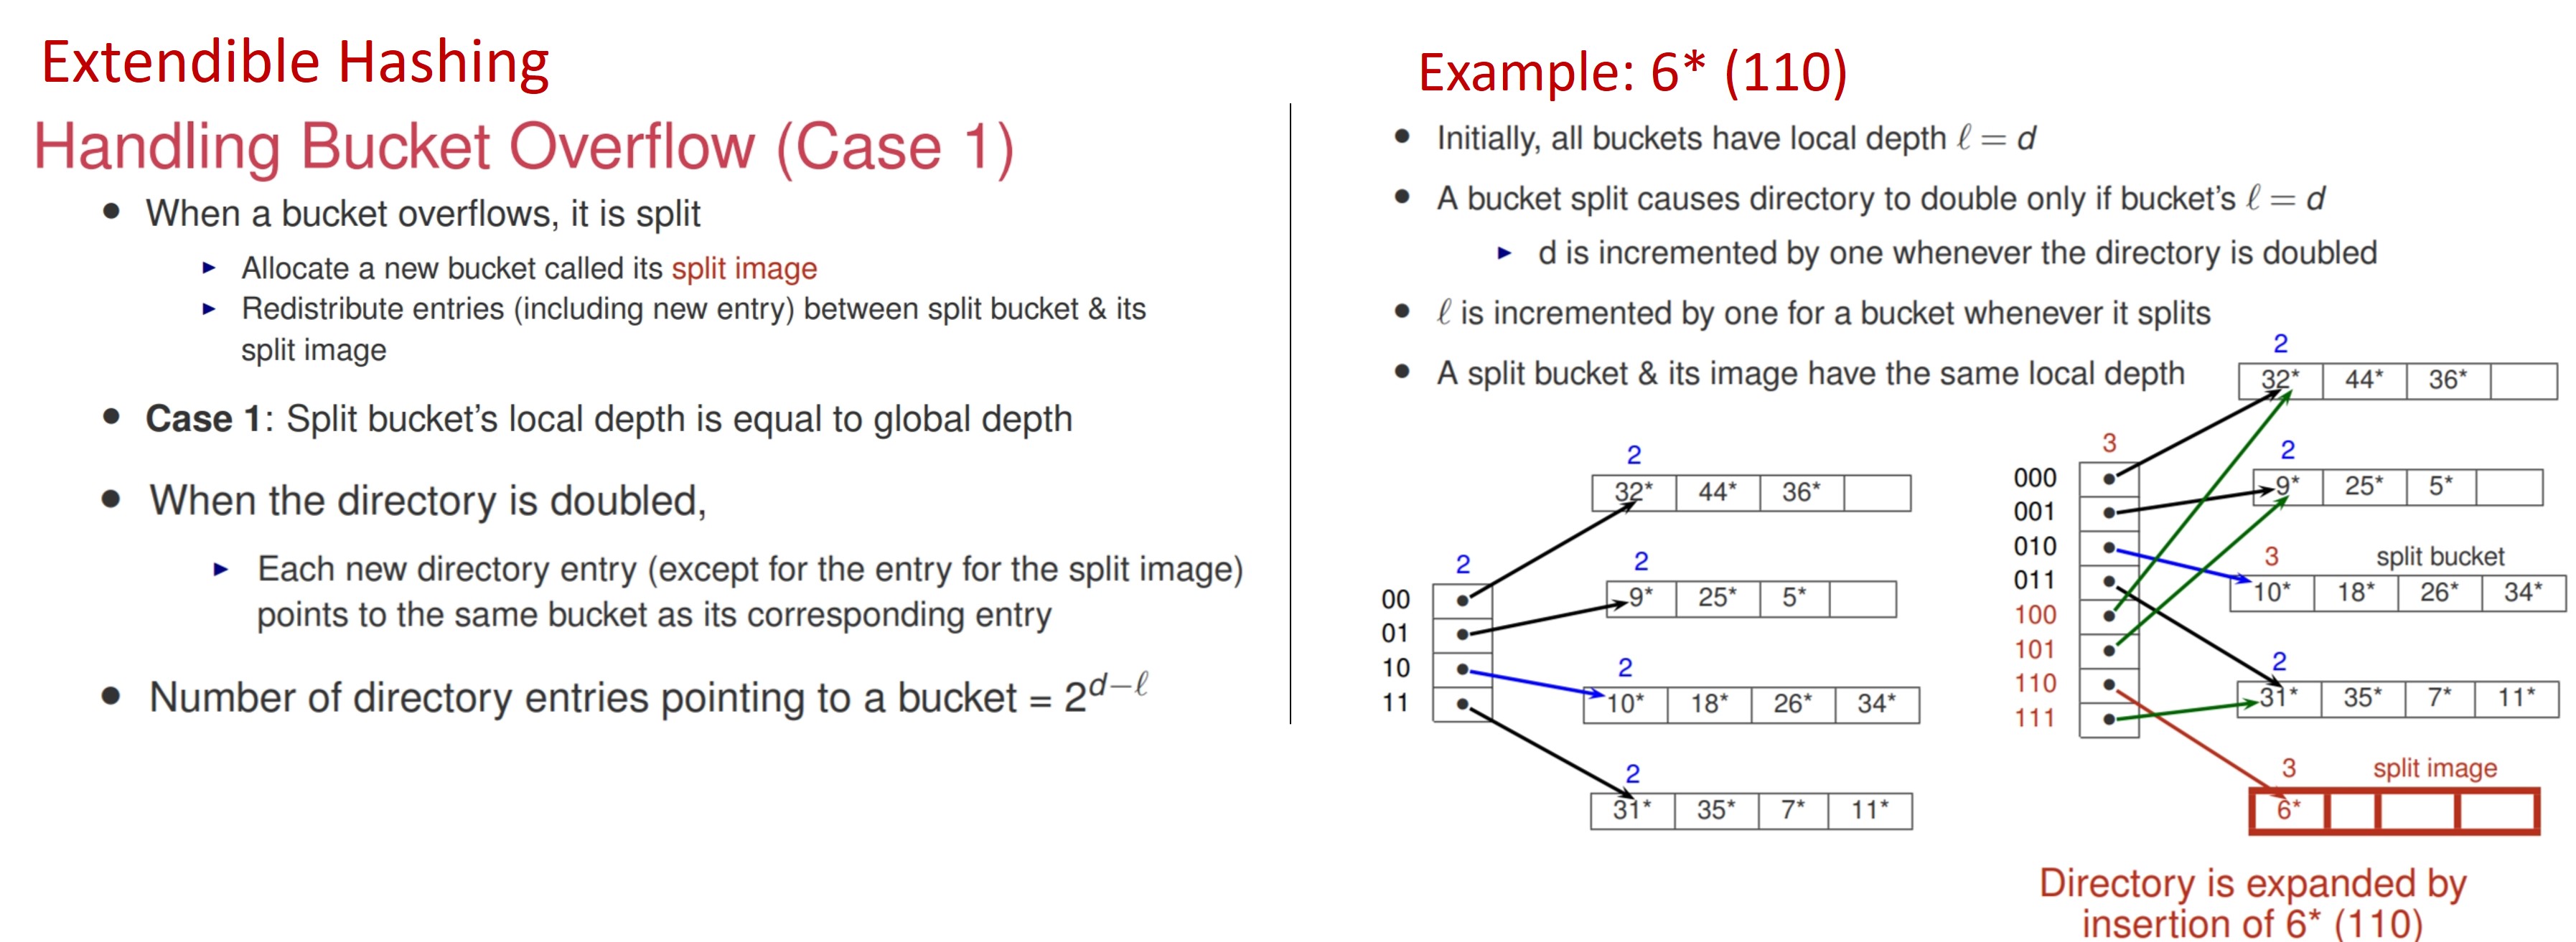 Extendible Hashing
Handling Bucket Overflow (Case 1)
• When a bucket overflows, it is split
► Allocate a new bucket called its split image
► Redistribute entries (including new entry) between split bucket & its
split image
• Case 1: Split bucket's local depth is equal to global depth
• When the directory is doubled,
► Each new directory entry (except for the entry for the split image)
points to the same bucket as its corresponding entry
• Number of directory entries pointing to a bucket = 2^{d−ℓ}
Example: 6* (110)
• Initially, all buckets have local depth ℓ = d
• A bucket split causes directory to double only if bucket's ℓ = d
► d is incremented by one whenever the directory is doubled
• ℓ is incremented by one for a bucket whenever it splits
• A split bucket & its image have the same local depth
2
32* 44* 36*
2
2
9* 25* 5*
00
01
10
11
2
10* 18* 26* 34*
2
31* 35* 7* 11*
2
32* 44* 36*
3
2
9* 25* 5*
000
001
010
011
100
101
110
111
3 split bucket
10* 18* 26* 34*
2
31* 35* 7* 11*
3 split image
6*
Directory is expanded by
insertion of 6* (110)